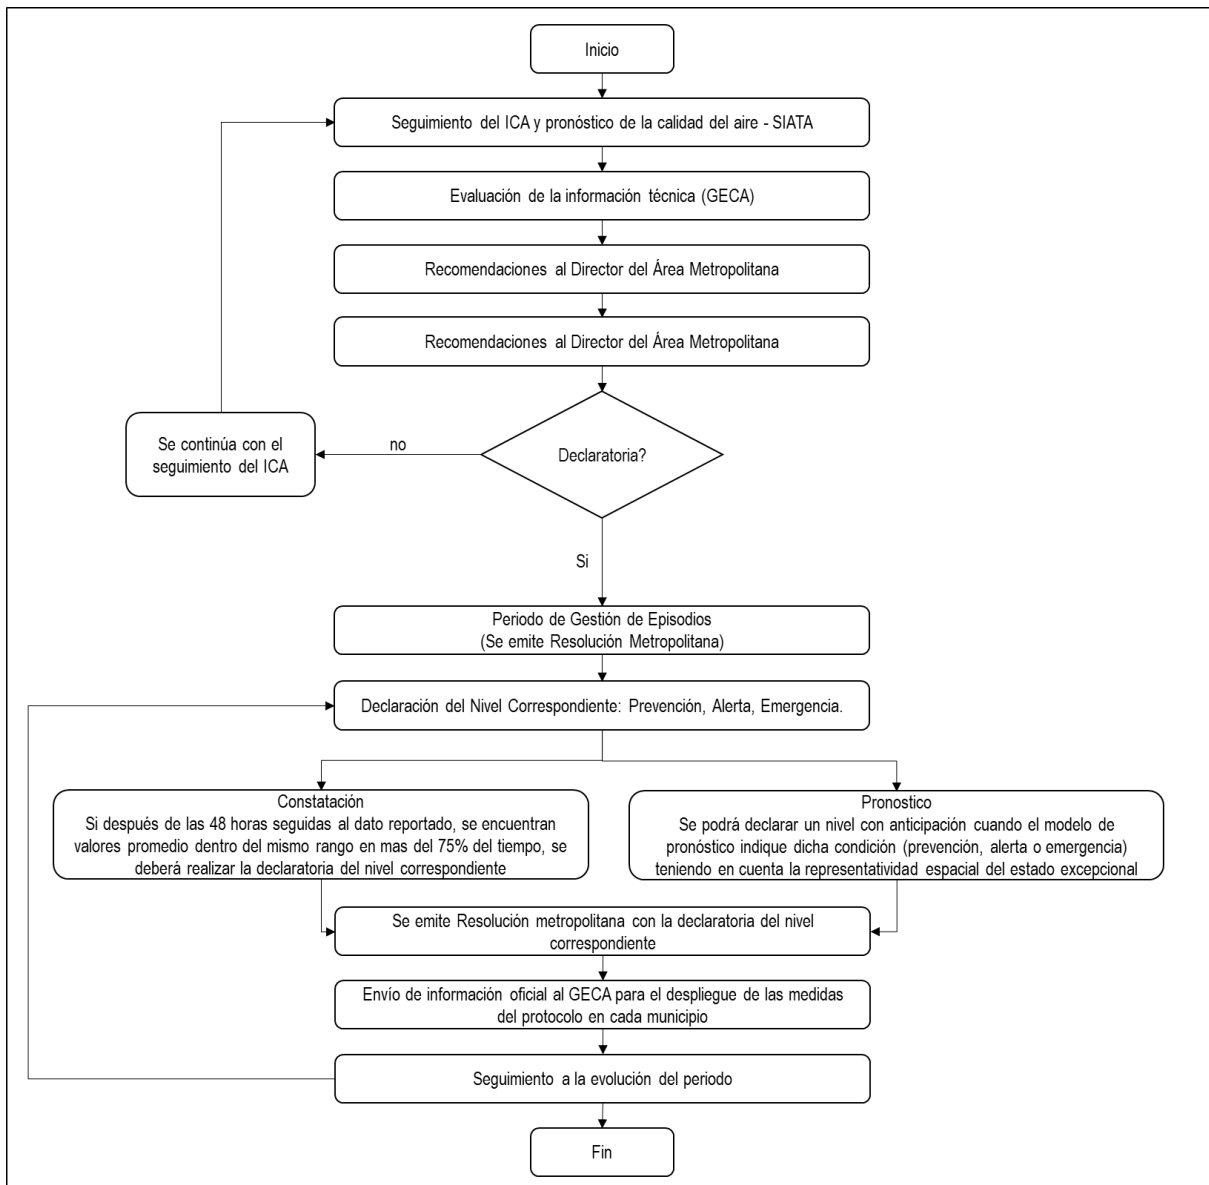 Inicio
Seguimiento del ICA y pronóstico de la calidad del aire - SIATA
Evaluación de la información técnica (GECA)
Recomendaciones al Director del Área Metropolitana
Recomendaciones al Director del Área Metropolitana
Declaratoria?
no
Se continúa con el
seguimiento del ICA
Si
Periodo de Gestión de Episodios
(Se emite Resolución Metropolitana)
Declaración del Nivel Correspondiente: Prevención, Alerta, Emergencia.
Constatación
Si después de las 48 horas seguidas al dato reportado, se encuentran
valores promedio dentro del mismo rango en mas del 75% del tiempo, se
deberá realizar la declaratoria del nivel correspondiente
Pronostico
Se podrá declarar un nivel con anticipación cuando el modelo de
pronóstico indique dicha condición (prevención, alerta o emergencia)
teniendo en cuenta la representatividad espacial del estado excepcional
Se emite Resolución metropolitana con la declaratoria del nivel
correspondiente
Envío de información oficial al GECA para el despliegue de las medidas
del protocolo en cada municipio
Seguimiento a la evolución del periodo
Fin